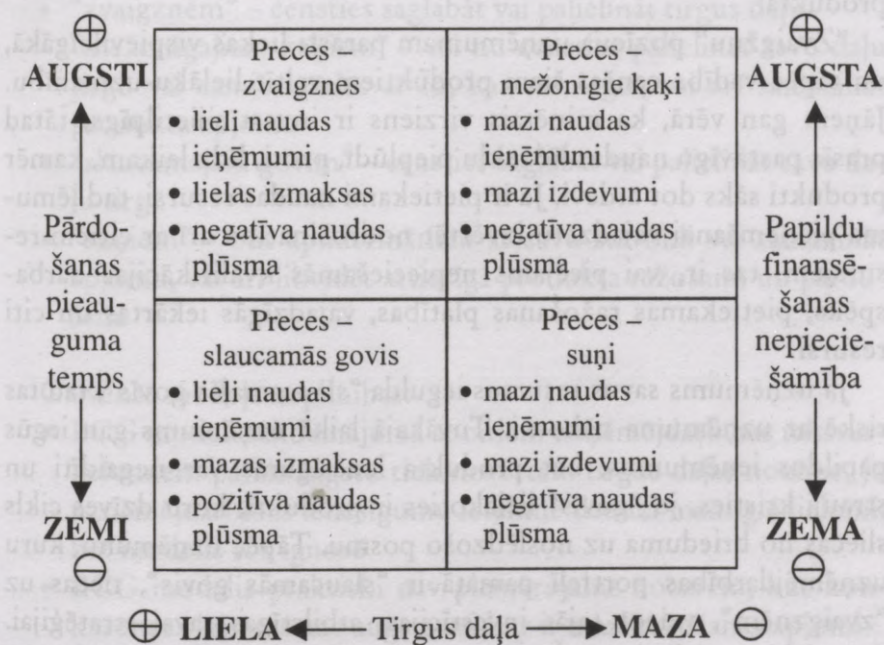 AUGSTI
Pārdo-
šanas
pieau-
guma
temps
ZEMI
Preces –
zvaigznes
• lieli naudas
ieņēmumi
• lielas izmaksas
• negatīva naudas
plūsma
Preces –
mežonīgie kaķi
• mazi naudas
ieņēmumi
• mazi izdevumi
• negatīva naudas
plūsma
Preces –
slaucamās govis
• lieli naudas
ieņēmumi
• mazas izmaksas
• pozitīva naudas
plūsma
Preces –
suņi
• mazi naudas
ieņēmumi
• mazi izdevumi
• negatīva naudas
plūsma
AUGSTA
Papildu
finansē-
šanas
nepiecie-
šamība
ZEMA
LIELA Tirgus daļa MAZA